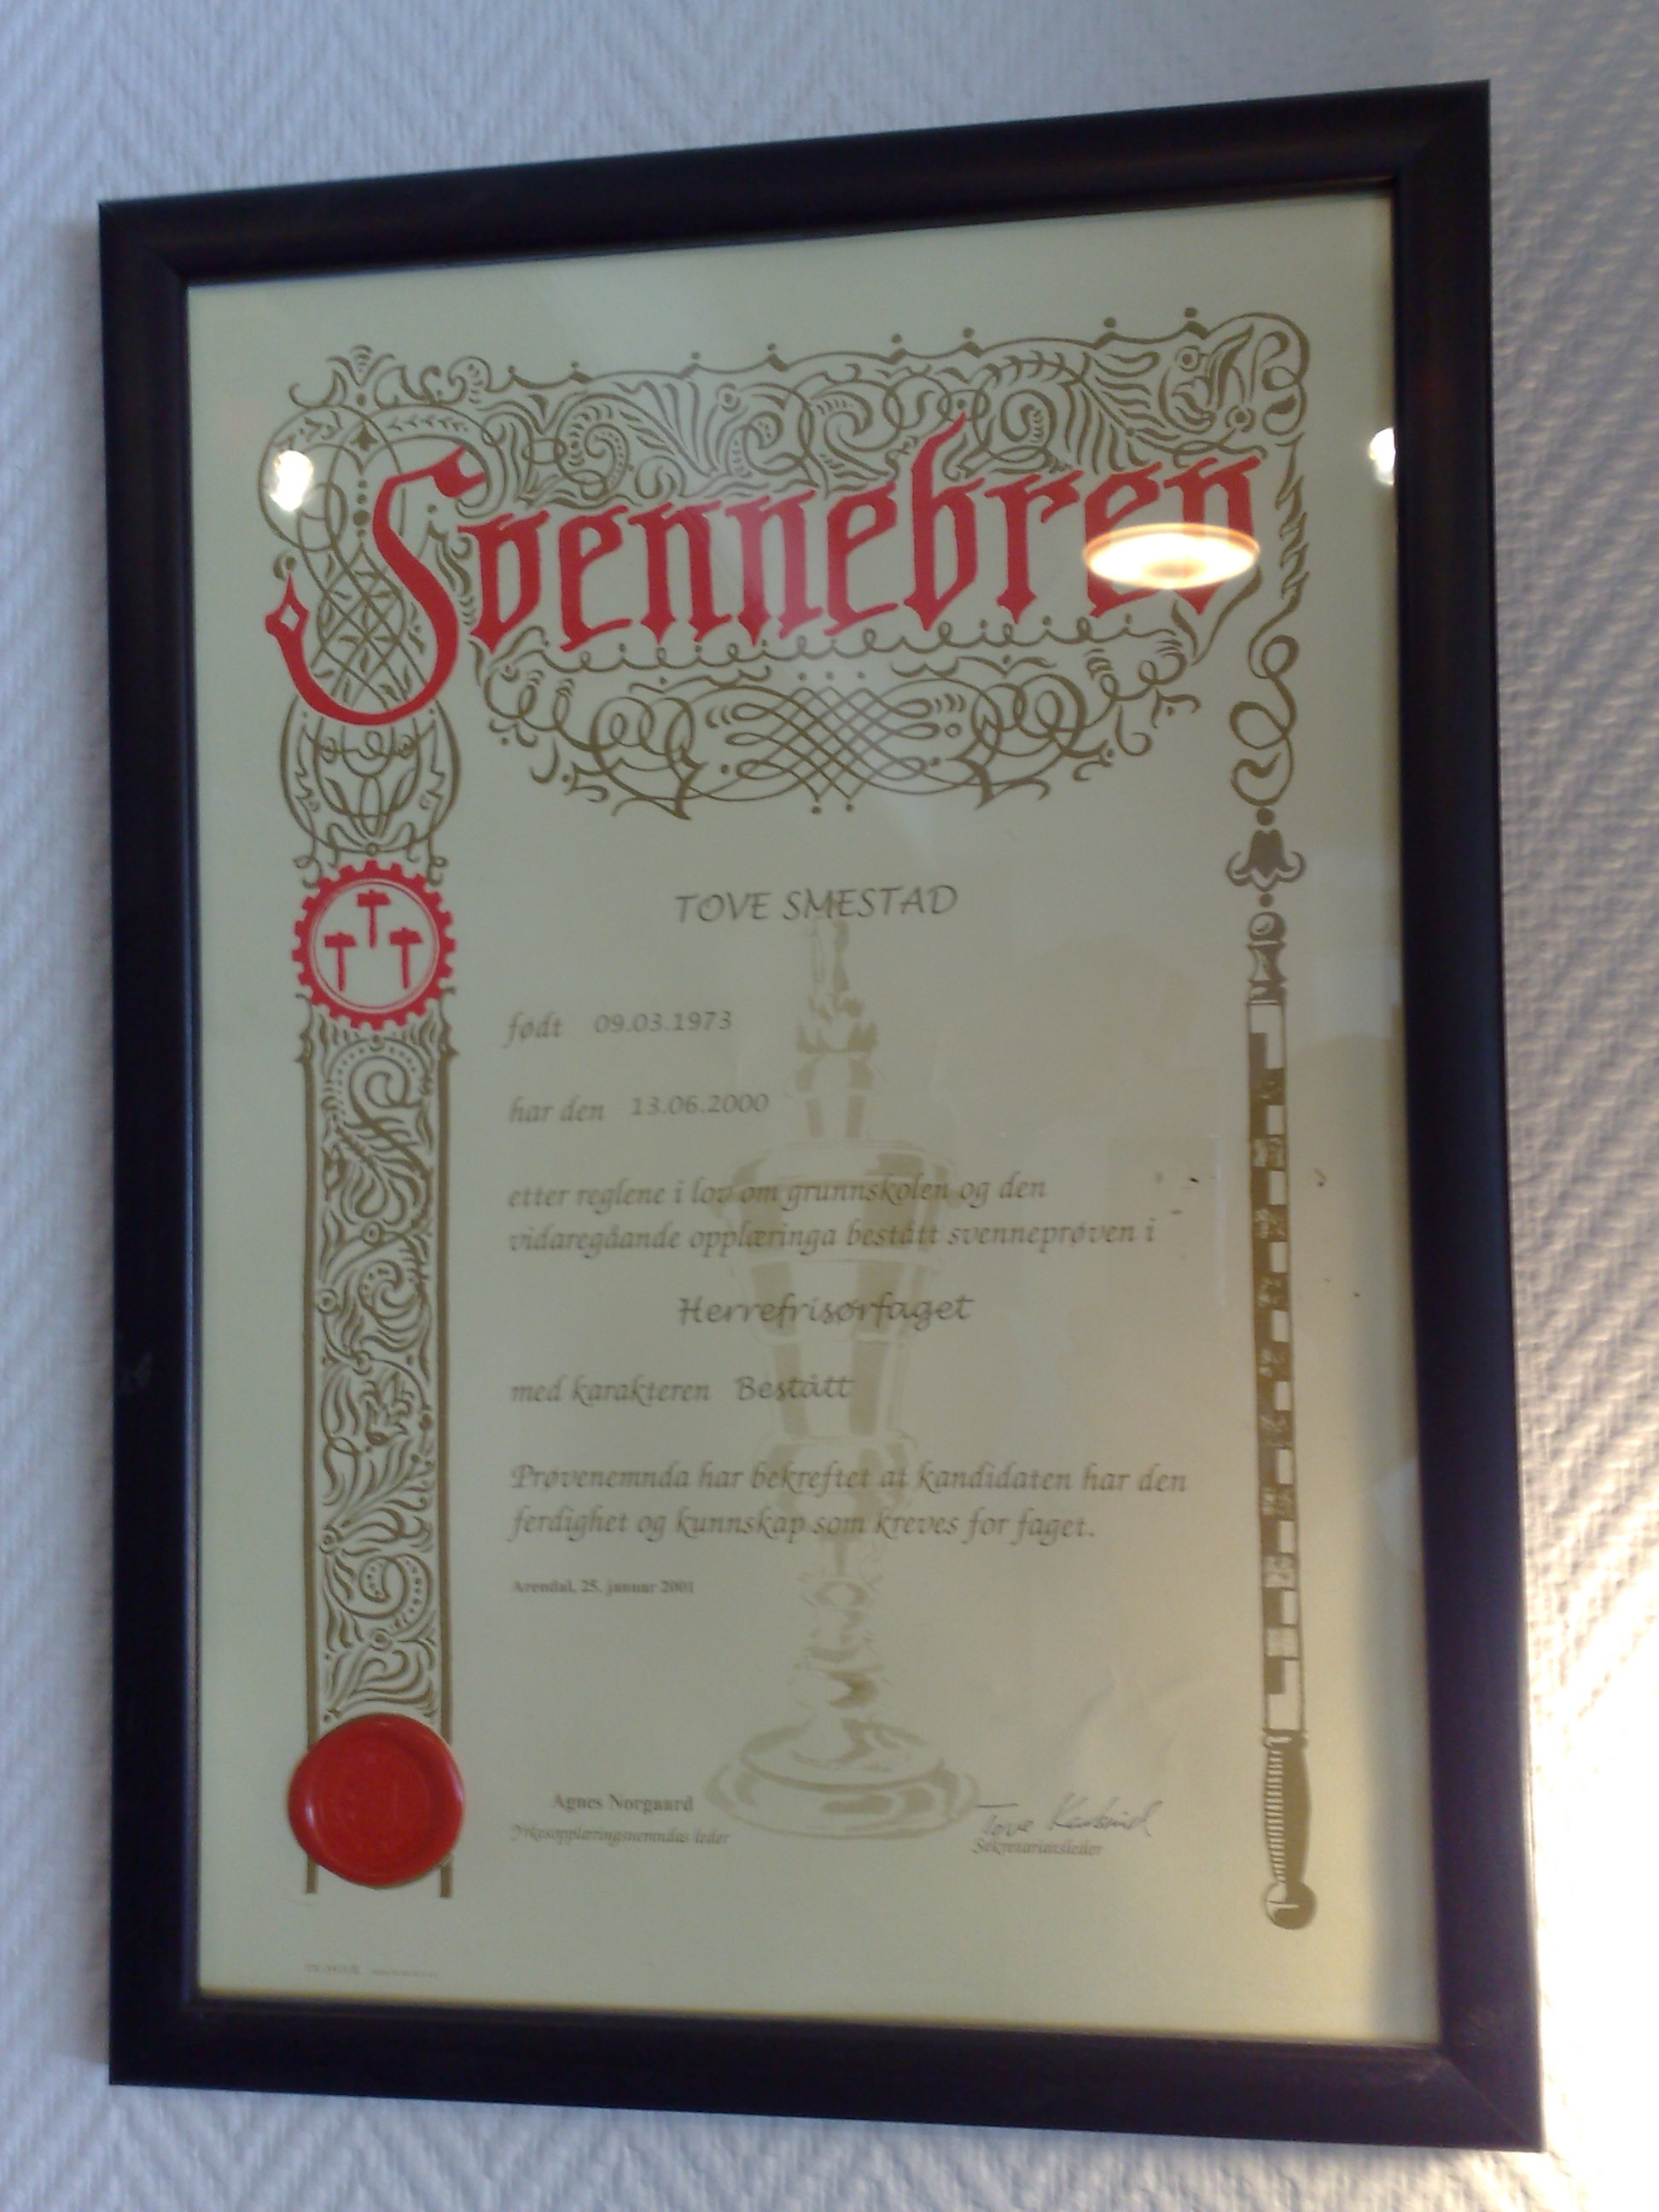 Svennebrev
TOVE SMESTAD
født 09.03.1973
har den 13.06.2000
etter reglene i lov om grunnskolen og den
vidaregåande opplæringa bestått svenneprøven i
Herrefrisørfaget
med karakteren Bestått
Prøvenemnda har bekreftet at kandidaten har den
ferdighet og kunnskap som kreves for faget.
Arendal, 25. januar 2001
Agnes Norgaard
Yrkesopplæringsnemndas leder
Tove
Sekretariatsleder